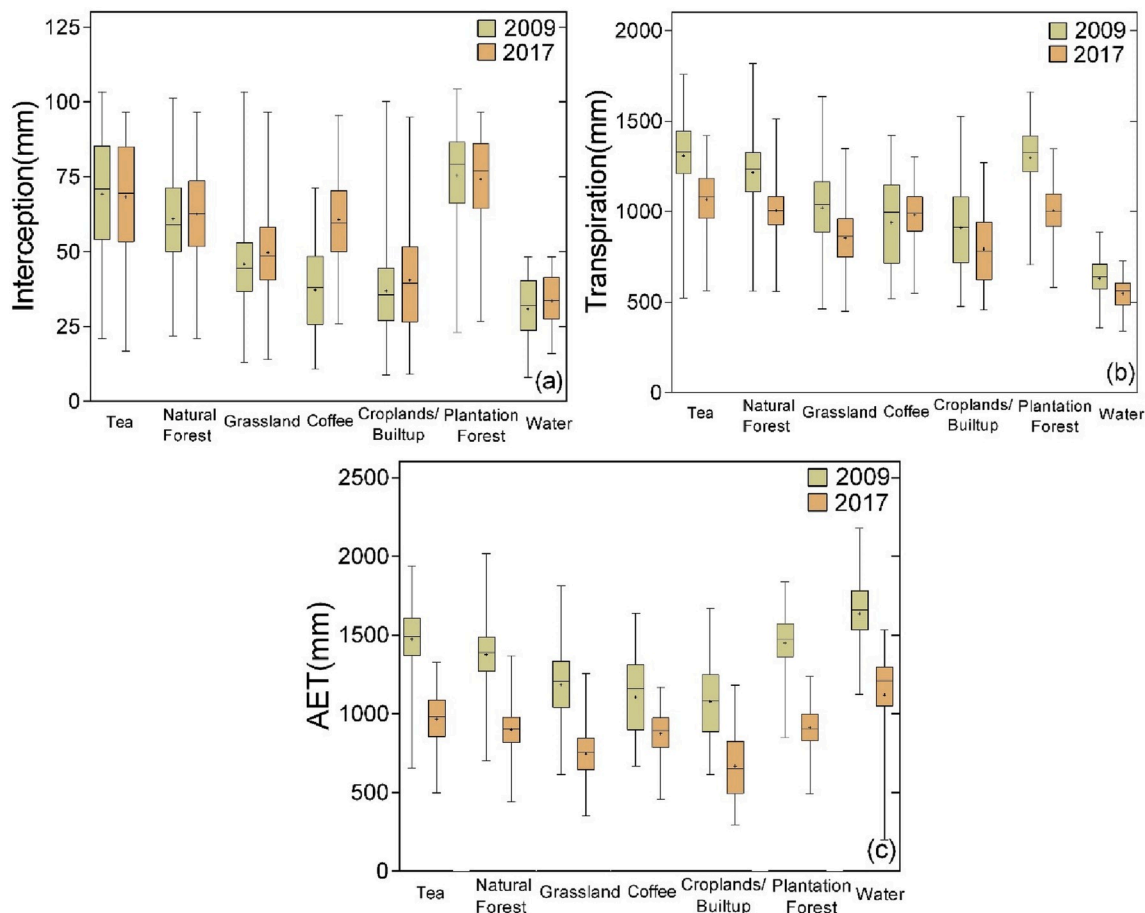 125
100
75
50
25
0
Interception(mm)
2009
2017
(a)
Tea
Natural
Forest
Grassland
Coffee
Croplands/
Builtup
Plantation
Forest
Water
2000
1500
1000
500
0
Transpiration(mm)
2009
2017
(b)
Tea
Natural
Forest
Grassland
Coffee
Croplands/
Builtup
Plantation
Forest
Water
2500
2000
1500
1000
500
0
AET(mm)
2009
2017
(c)
Tea
Natural
Forest
Grassland
Coffee
Croplands/
Builtup
Plantation
Forest
Water